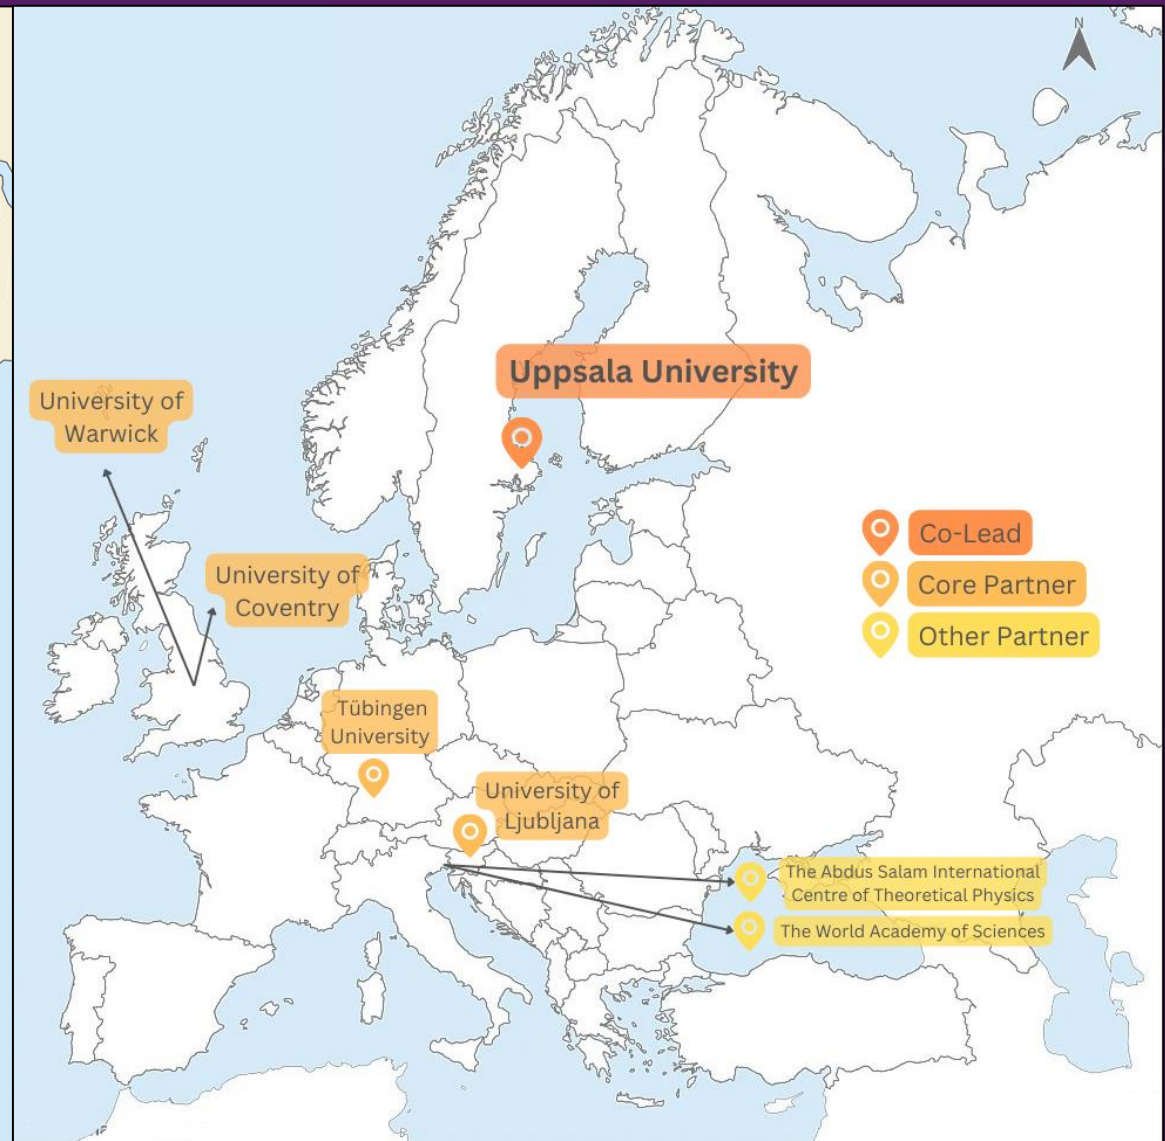 N
Uppsala University
University of
Warwick
University of
Coventry
Co-Lead
Core Partner
Other Partner
Tübingen
University
University of
Ljubljana
The Abdus Salam International
Centre of Theoretical Physics
The World Academy of Sciences